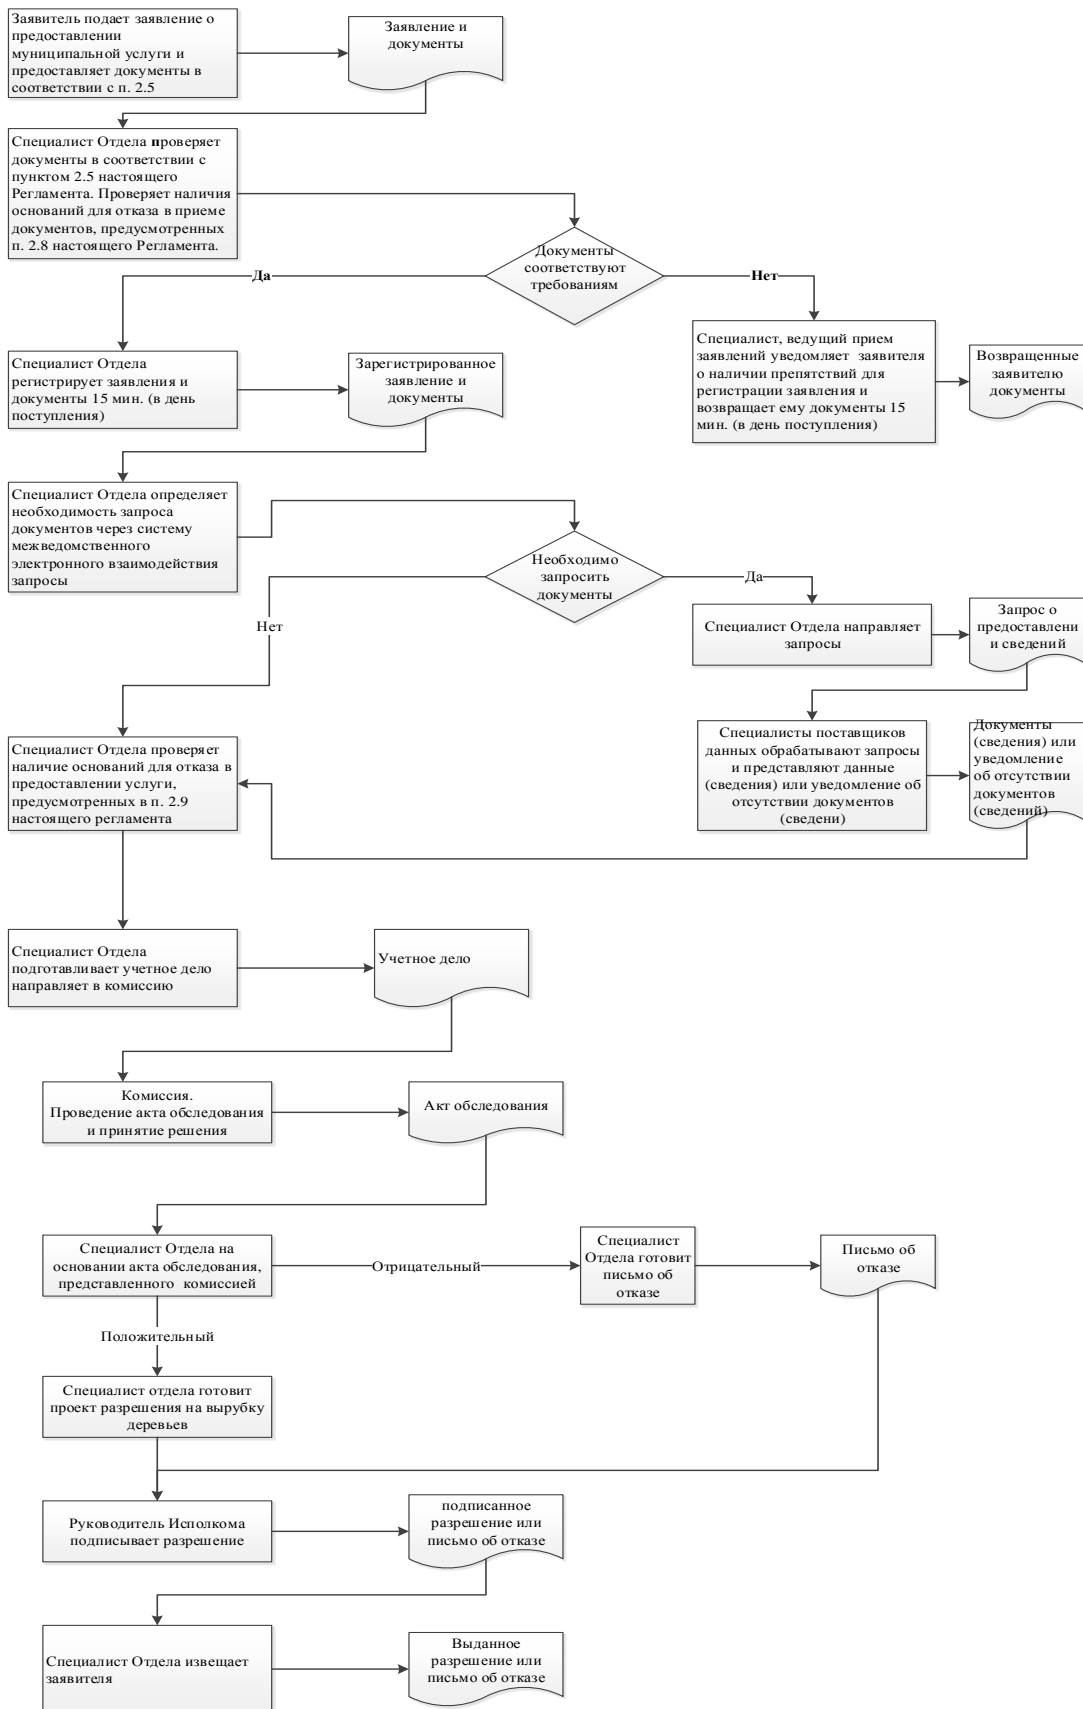 Заявитель подает заявление о
предоставлении
муниципальной услуги и
предоставляет документы в
соответствии с п. 2.5
Заявление и
документы
Специалист Отдела проверяет
документы в соответствии с
пунктом 2.5 настоящего
Регламента. Проверяет наличия
оснований для отказа в приеме
документов, предусмотренных
п. 2.8 настоящего Регламента.
Документы
соответствуют
требованиям
Да
Нет
Специалист Отдела
регистрирует заявления и
документы 15 мин. (в день
поступления)
Зарегистрированное
заявление и
документы
Специалист, ведущий прием
заявлений уведомляет заявителя
о наличии препятствий для
регистрации заявления и
возвращает ему документы 15
мин. (в день поступления)
Возвращенные
заявителю
документы
Специалист Отдела определяет
необходимость запроса
документов через систему
межведомственного
электронного взаимодействия
запросы
Необходимо
запросить
документы
Да
Нет
Специалист Отдела направляет
запросы
Запрос о
предоставлени
и сведений
Специалисты поставщиков
данных обрабатывают запросы
и представляют данные
(сведения) или уведомление об
отсутствии документов
(сведени)
Документы
(сведения) или
уведомление
об отсутствии
документов
(сведений)
Специалист Отдела проверяет
наличие оснований для отказа в
предоставлении услуги,
предусмотренных в п. 2.9
настоящего регламента
Специалист Отдела
подготавливает учетное дело
направляет в комиссию
Учетное дело
Комиссия.
Проведение акта обследования
и принятие решения
Акт обследования
Специалист Отдела на
основании акта обследования,
представленного комиссией
Отрицательный
Специалист
Отдела готовит
письмо об
отказе
Письмо об
отказе
Положительный
Специалист отдела готовит
проект разрешения на вырубку
деревьев
Руководитель Исполкома
подписывает разрешение
подписанное
разрешение или
письмо об отказе
Специалист Отдела извещает
заявителя
Выданное
разрешение или
письмо об отказе